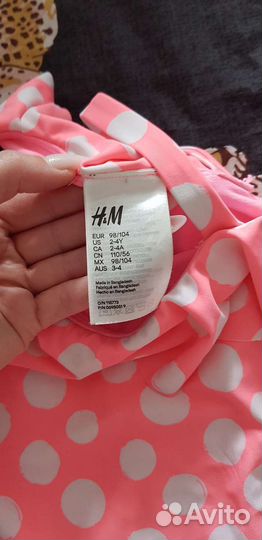 H&M
EUR 98/104
US 2-4Y
CA 2-4A
CN 110/56
MX 98/104
AUS 3-4
Made in Bangladesh
Fabriqué en Bangladesh
Hecho en Bangladesh
Avito